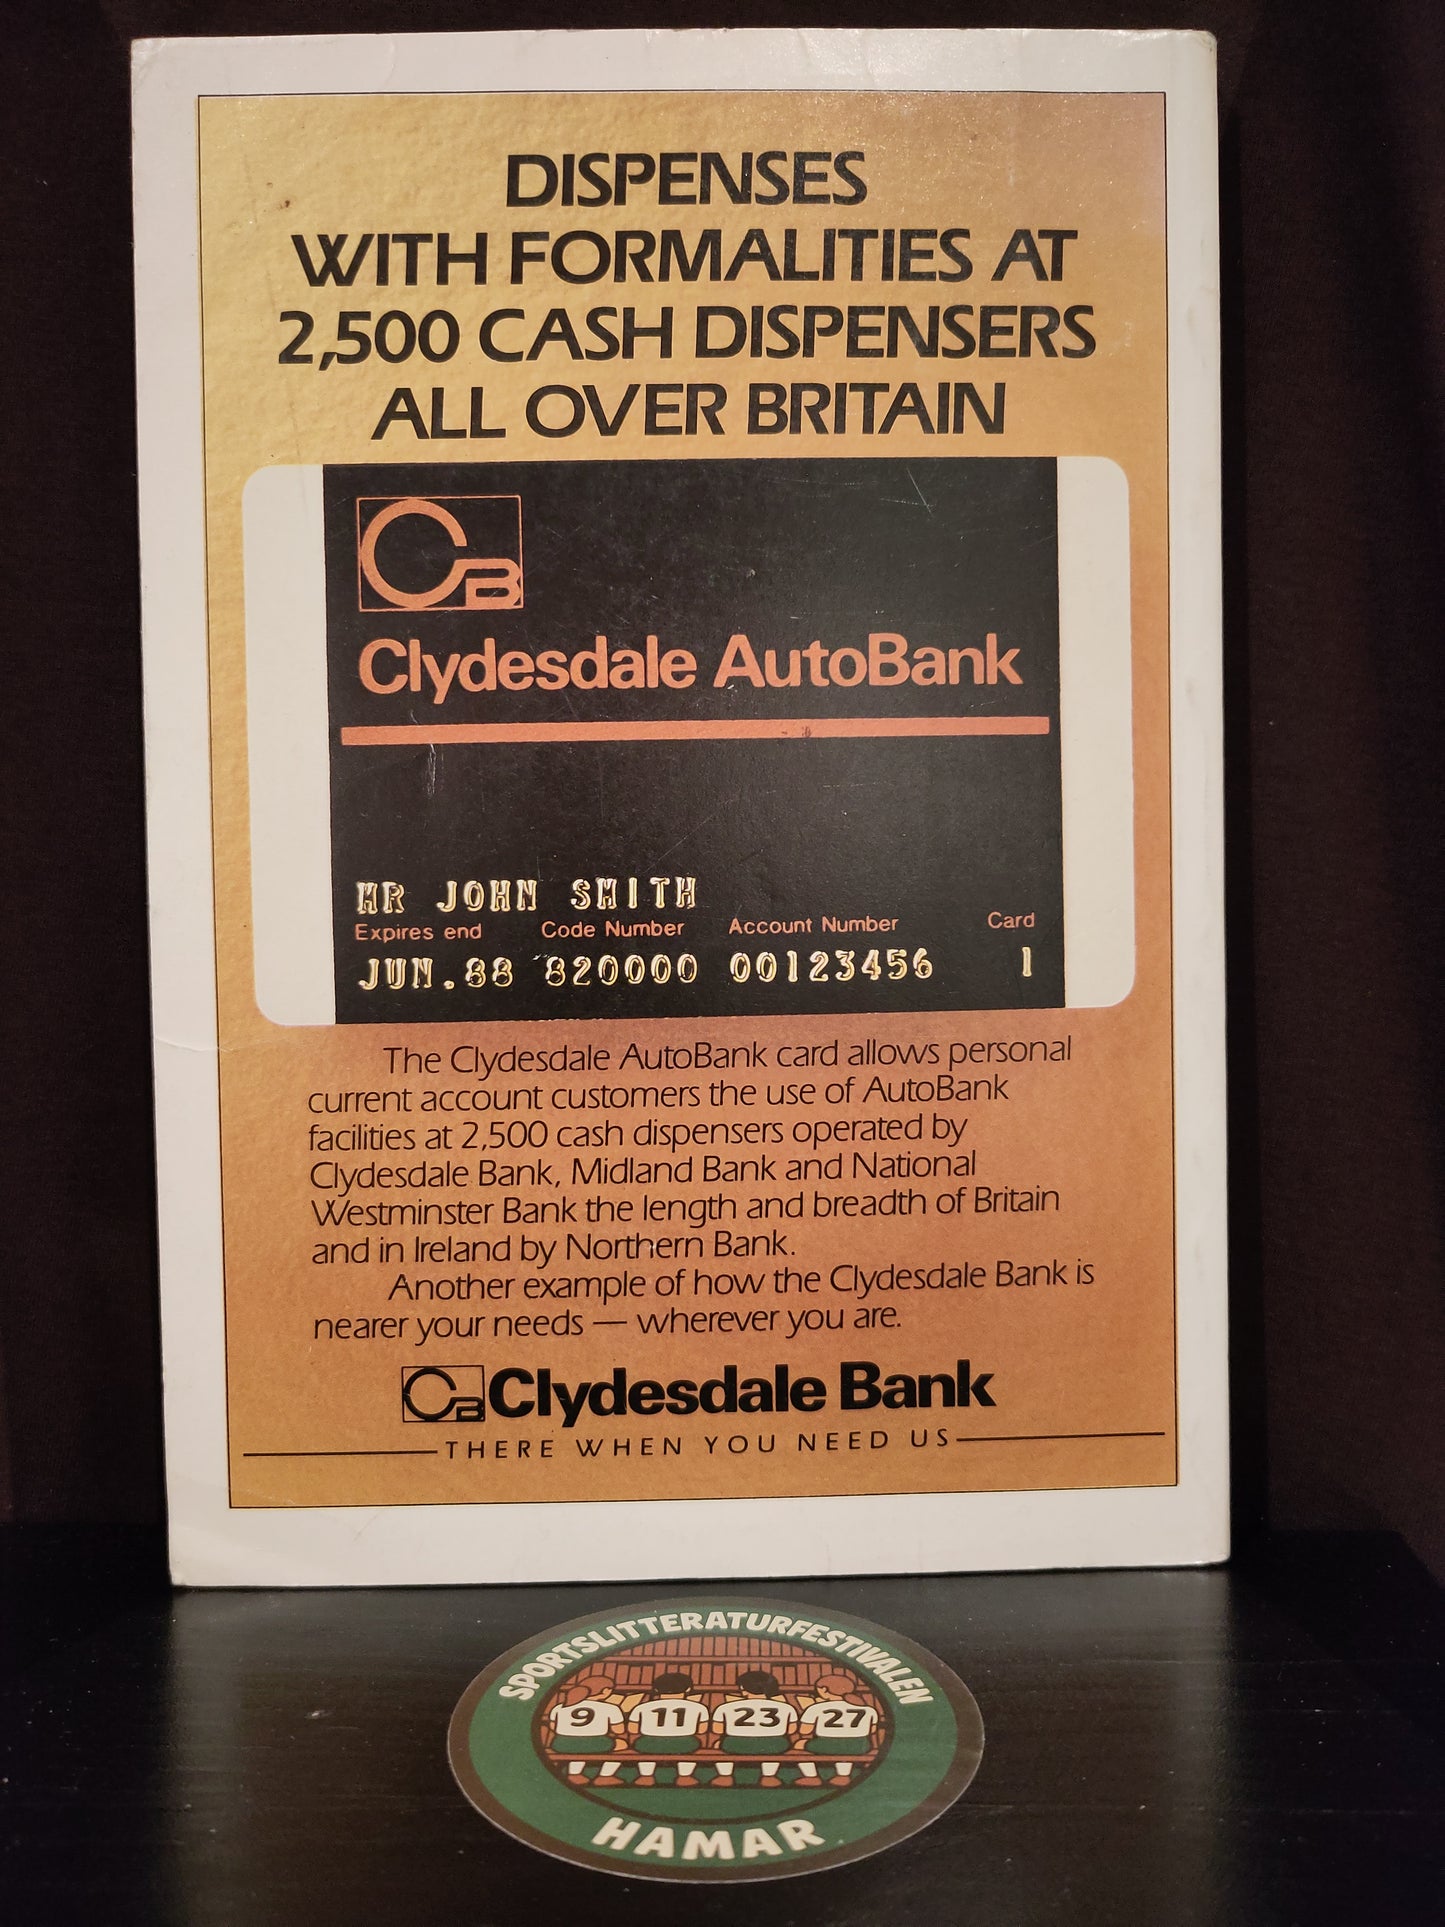 DISPENSES
WITH FORMALITIES AT
2,500 CASH DISPENSERS
ALL OVER BRITAIN
CB
Clydesdale AutoBank
MR JOHN SMITH
Expires end Code Number Account Number Card
JUN.88 820000 00123456 1
The Clydesdale AutoBank card allows personal
current account customers the use of AutoBank
facilities at 2,500 cash dispensers operated by
Clydesdale Bank, Midland Bank and National
Westminster Bank the length and breadth of Britain
and in Ireland by Northern Bank.
Another example of how the Clydesdale Bank is
nearer your needs — wherever you are.
CB Clydesdale Bank
THERE WHEN YOU NEED US
SPORTSLITTERATURFESTIVALEN
9 11 23 27
HAMAR